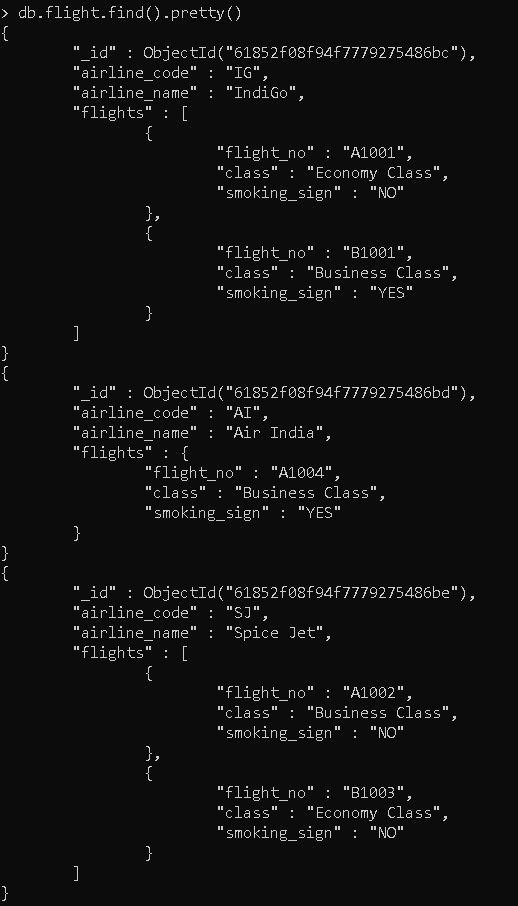 > db.flight.find().pretty()
{
        "_id" : ObjectId("61852f08f94f7779275486bc"),
        "airline_code" : "IG",
        "airline_name" : "IndiGo",
        "flights" : [
                {
                        "flight_no" : "A1001",
                        "class" : "Economy Class",
                        "smoking_sign" : "NO"
                },
                {
                        "flight_no" : "B1001",
                        "class" : "Business Class",
                        "smoking_sign" : "YES"
                }
        ]
}
{
        "_id" : ObjectId("61852f08f94f7779275486bd"),
        "airline_code" : "AI",
        "airline_name" : "Air India",
        "flights" : {
                "flight_no" : "A1004",
                "class" : "Business Class",
                "smoking_sign" : "YES"
        }
}
{
        "_id" : ObjectId("61852f08f94f7779275486be"),
        "airline_code" : "SJ",
        "airline_name" : "Spice Jet",
        "flights" : [
                {
                        "flight_no" : "A1002",
                        "class" : "Business Class",
                        "smoking_sign" : "NO"
                },
                {
                        "flight_no" : "B1003",
                        "class" : "Economy Class",
                        "smoking_sign" : "NO"
                }
        ]
}